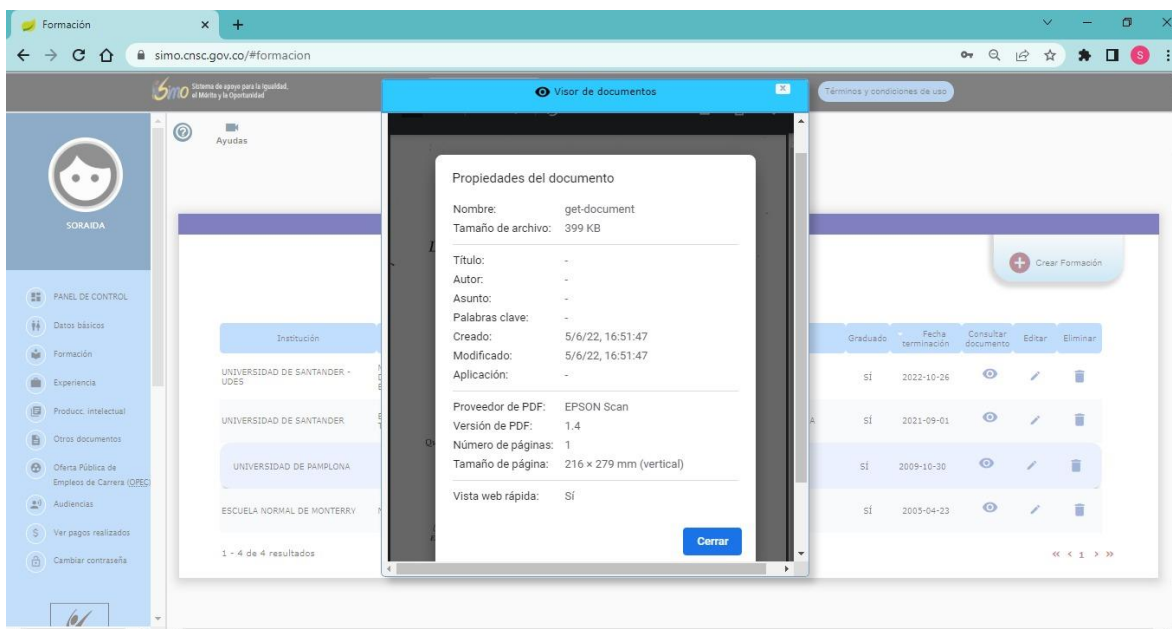 Formación
simo.cnsc.gov.co/#formacion
S
Simo Sistema de apoyo para la Igualdad,
el Mérito y la Oportunidad
Visor de documentos
Términos y condiciones de uso
Ayudas
SORAIDA
PANEL DE CONTROL
Datos básicos
Formación
Experiencia
Producc. intelectual
Otros documentos
Oferta Pública de
Empleos de Carrera (OPEC)
Audiencias
Ver pagos realizados
Cambiar contraseña
Crear Formación
Institución
Graduado
Fecha
terminación
Consultar
documento
Editar
Eliminar
UNIVERSIDAD DE SANTANDER -
UDES
SÍ 2022-10-26
UNIVERSIDAD DE SANTANDER
A SÍ 2021-09-01
UNIVERSIDAD DE PAMPLONA
SÍ 2009-10-30
ESCUELA NORMAL DE MONTERRY
SÍ 2005-04-23
1 - 4 de 4 resultados
« < 1 > »
Propiedades del documento
Nombre: get-document
Tamaño de archivo: 399 KB
Título: -
Autor: -
Asunto: -
Palabras clave: -
Creado: 5/6/22, 16:51:47
Modificado: 5/6/22, 16:51:47
Aplicación: -
Proveedor de PDF: EPSON Scan
Versión de PDF: 1.4
Número de páginas: 1
Tamaño de página: 216 × 279 mm (vertical)
Vista web rápida: Sí
Cerrar